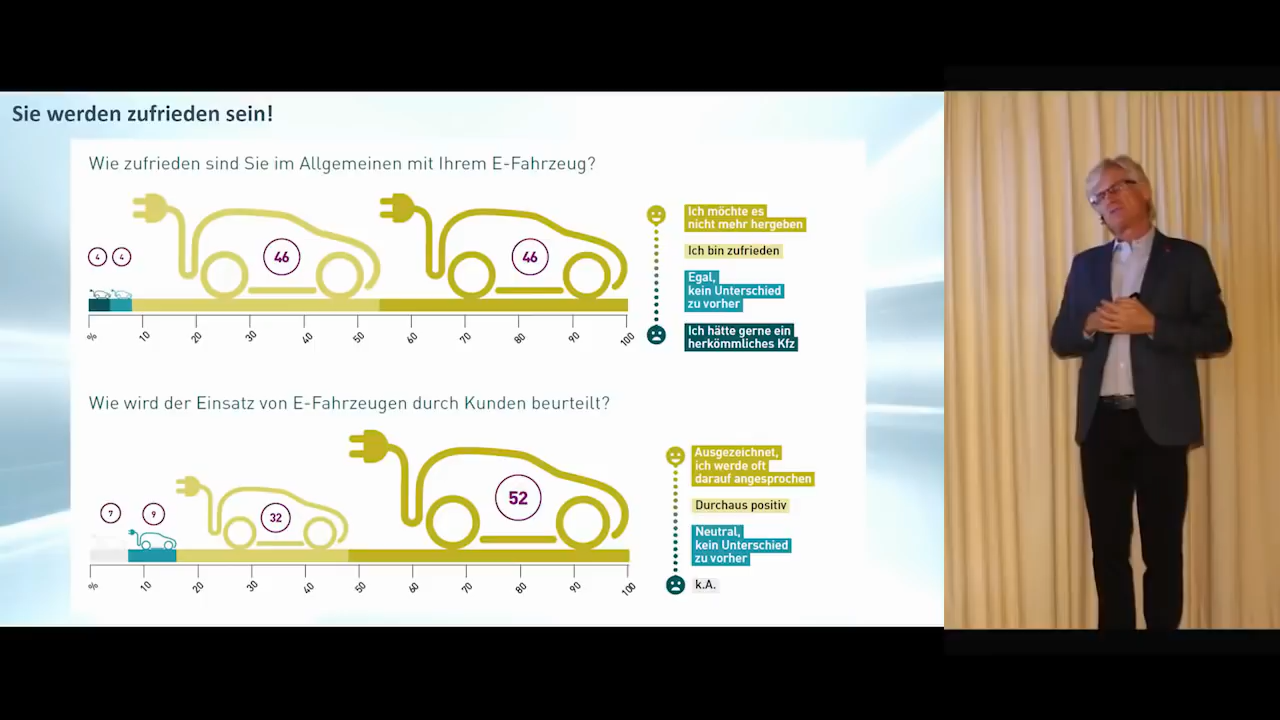 Sie werden zufrieden sein!
Wie zufrieden sind Sie im Allgemeinen mit Ihrem E-Fahrzeug?
4
4
46
46
% 10 20 30 40 50 60 70 80 90 100
Ich möchte es
nicht mehr hergeben
Ich bin zufrieden
Egal,
kein Unterschied
zu vorher
Ich hätte gerne ein
herkömmliches Kfz
Wie wird der Einsatz von E-Fahrzeugen durch Kunden beurteilt?
7
9
32
52
% 10 20 30 40 50 60 70 80 90 100
Ausgezeichnet,
ich werde oft
darauf angesprochen
Durchaus positiv
Neutral,
kein Unterschied
zu vorher
k.A.